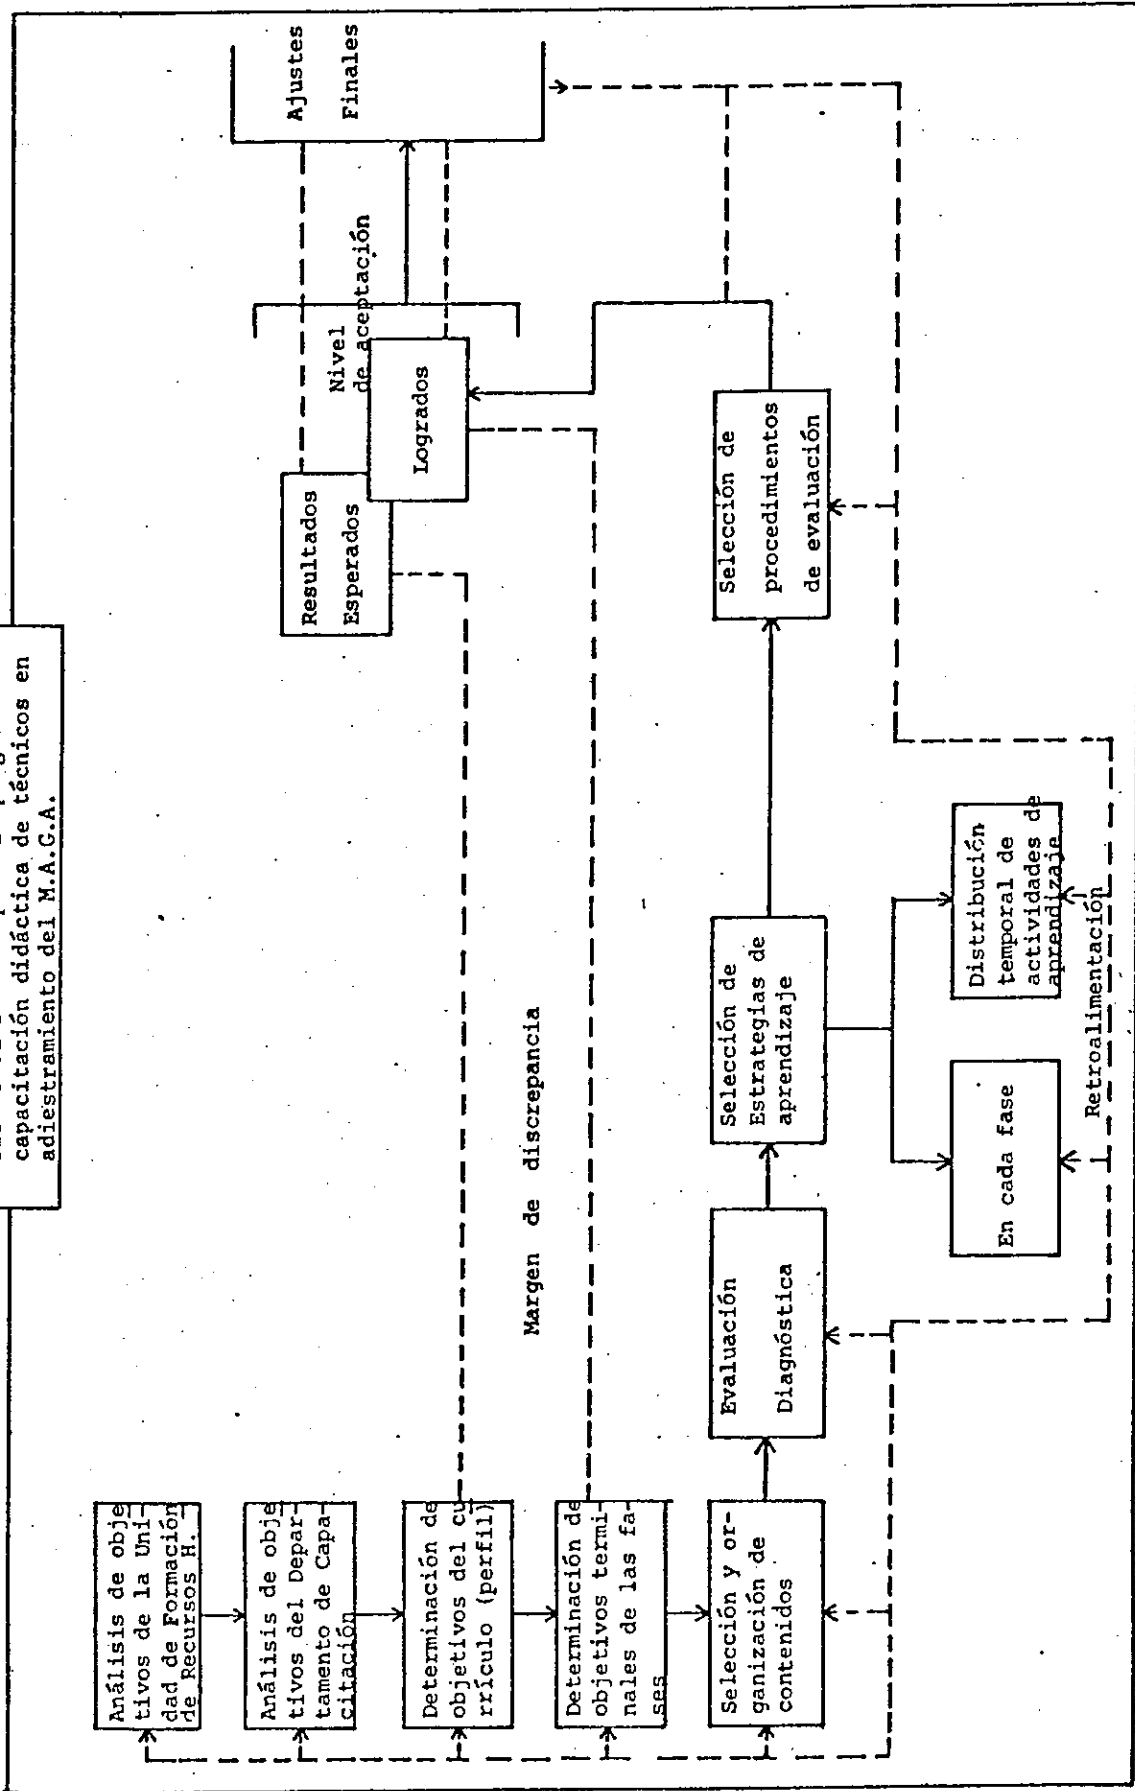 capacitación didáctica de técnicos en
adiestramiento del M.A.G.A.
Análisis de obje
tivos de la Uni-
dad de Formación
de Recursos H.
Análisis de obje
tivos del Depar-
tamento de Capa-
citación
Determinación de
objetivos del cu
rrículo (perfil)
Determinación de
objetivos termi-
nales de las fa-
ses
Selección y or-
ganización de
contenidos
Evaluación
Diagnóstica
Selección de
Estrategias de
aprendizaje
En cada fase
Distribución
temporal de
actividades de
aprendizaje
Retroalimentación
Selección de
procedimientos
de evaluación
Margen de discrepancia
Resultados
Esperados
Logrados
Nivel
de aceptación
Ajustes
Finales